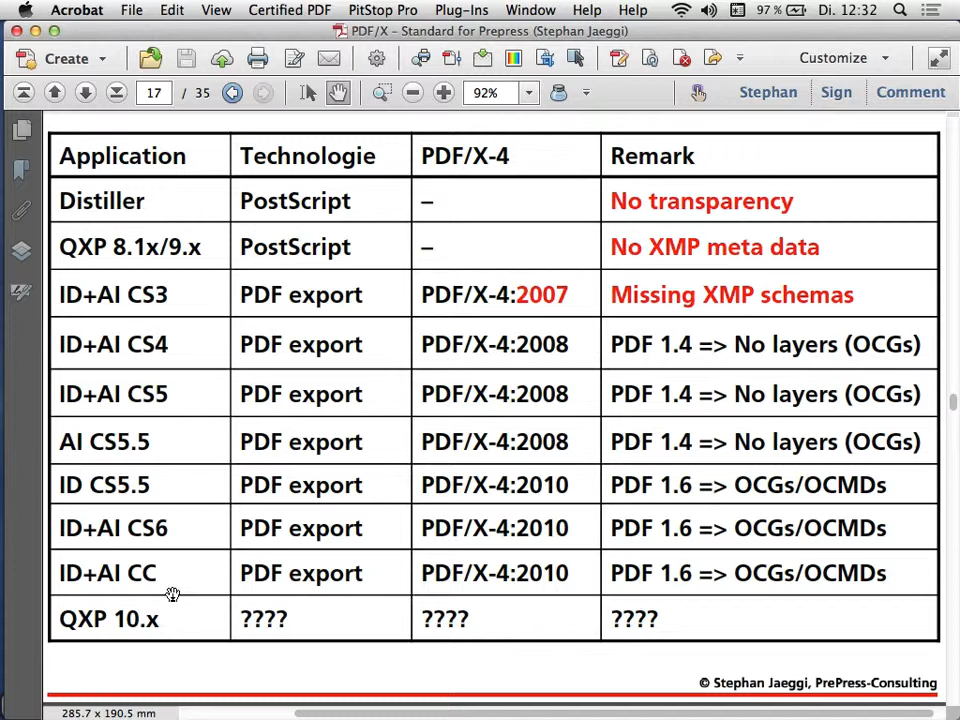 Acrobat File Edit View Certified PDF PitStop Pro Plug-Ins Window Help Help 97 % Di. 12:32
PDF/X - Standard for Prepress (Stephan Jaeggi)
Create Customize
17 / 35 92% Stephan Sign Comment
Application Technologie PDF/X-4 Remark
Distiller PostScript – No transparency
QXP 8.1x/9.x PostScript – No XMP meta data
ID+AI CS3 PDF export PDF/X-4:2007 Missing XMP schemas
ID+AI CS4 PDF export PDF/X-4:2008 PDF 1.4 => No layers (OCGs)
ID+AI CS5 PDF export PDF/X-4:2008 PDF 1.4 => No layers (OCGs)
AI CS5.5 PDF export PDF/X-4:2008 PDF 1.4 => No layers (OCGs)
ID CS5.5 PDF export PDF/X-4:2010 PDF 1.6 => OCGs/OCMDs
ID+AI CS6 PDF export PDF/X-4:2010 PDF 1.6 => OCGs/OCMDs
ID+AI CC PDF export PDF/X-4:2010 PDF 1.6 => OCGs/OCMDs
QXP 10.x ???? ???? ????
© Stephan Jaeggi, PrePress-Consulting
285.7 x 190.5 mm